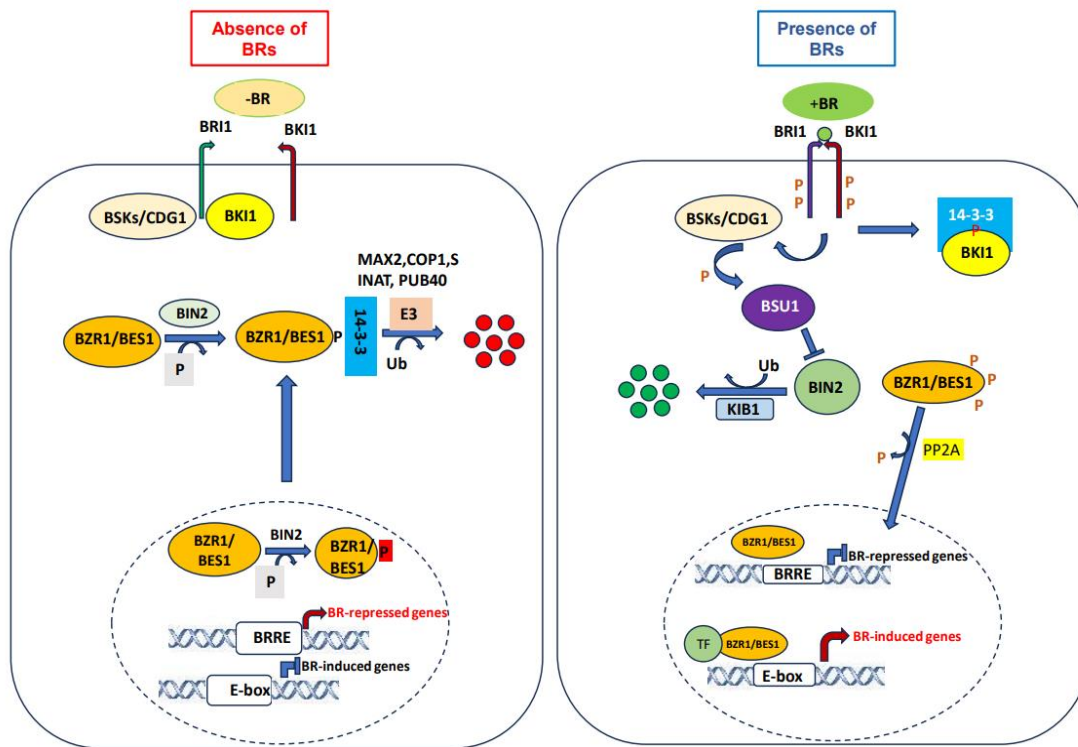 Absence of
BRs
-BR
BRI1
BKI1
BSKs/CDG1
BKI1
MAX2,COP1,S
INAT, PUB40
BZR1/BES1
BIN2
P
BZR1/BES1
P
14-3-3
E3
Ub
BZR1/
BES1
BIN2
P
BZR1/
BES1
P
BRRE
BR-repressed genes
E-box
BR-induced genes
Presence of
BRs
+BR
BRI1
BKI1
P
P
P
P
BSKs/CDG1
14-3-3
P
BKI1
P
BSU1
Ub
KIB1
BIN2
BZR1/BES1
P
P
P
P
PP2A
BZR1/BES1
BR-repressed genes
BRRE
TF
BZR1/BES1
BR-induced genes
E-box